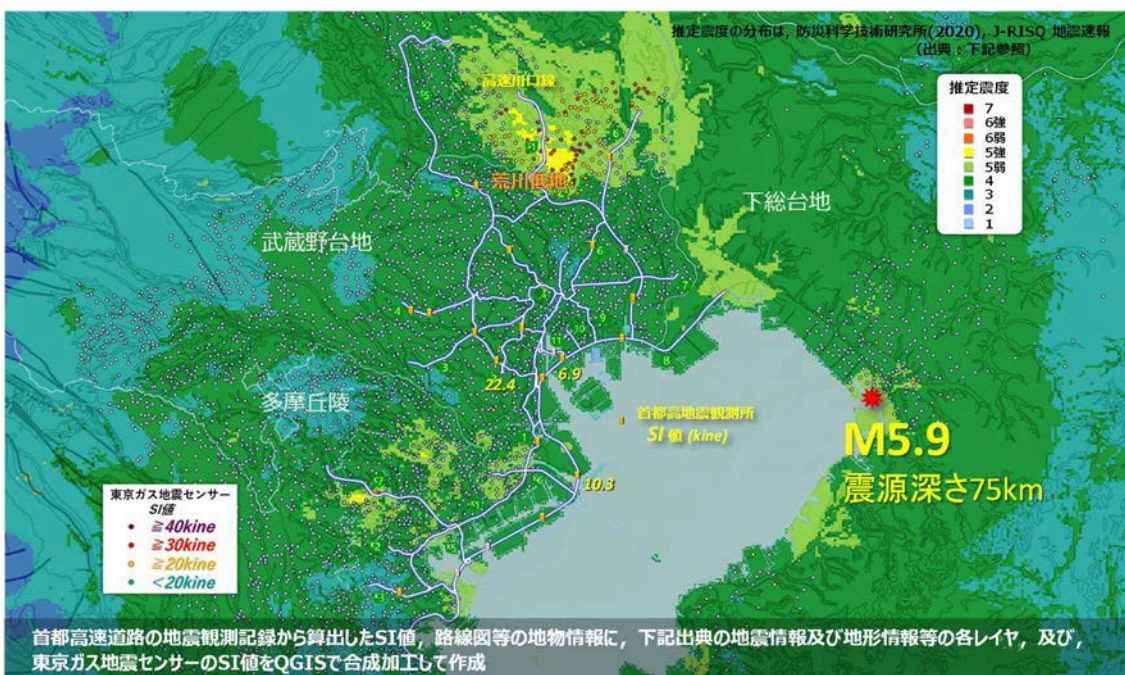 推定震度の分布は, 防災科学技術研究所(2020), J-RISQ 地震速報
(出典:下記参照)
高速川口線
推定震度
7
6強
6弱
5強
5弱
4
3
2
1
荒川低地
下総台地
武蔵野台地
7
9
4
10
11
8
3
6.9
22.4
多摩丘陵
首都高地震観測所
SI 値 (kine)
M5.9
震源深さ75km
1
10.3
東京ガス地震センサー
SI値
≧40kine
≧30kine
≧20kine
<20kine
首都高速道路の地震観測記録から算出したSI値, 路線図等の地物情報に, 下記出典の地震情報及び地形情報等の各レイヤ, 及び,
東京ガス地震センサーのSI値をQGISで合成加工して作成